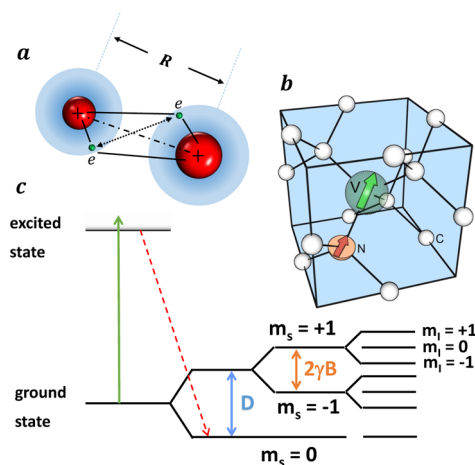 a
R
+
e
e
+
b
V
N
C
c
excited
state
ground
state
D
m_s = +1
2γB
m_s = -1
m_s = 0
m_I = +1
m_I = 0
m_I = -1